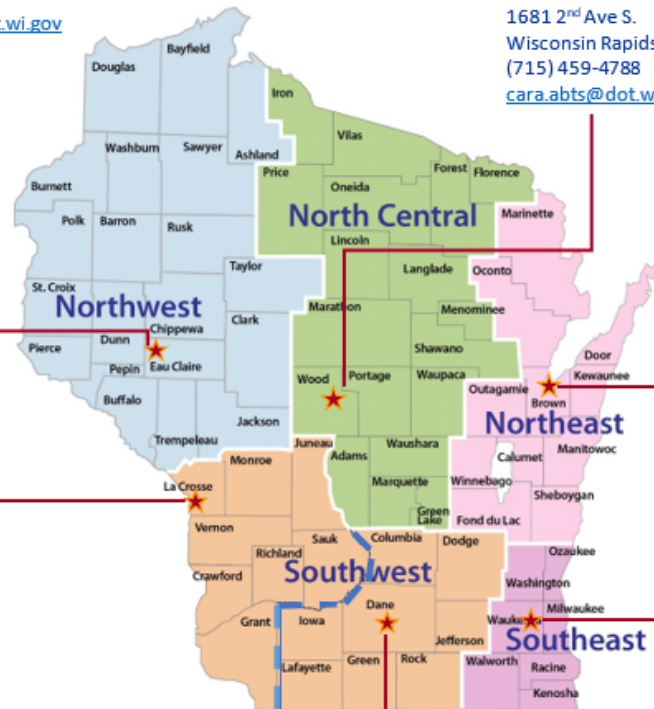 t.wi.gov
1681 2nd Ave S.
Wisconsin Rapids
(715) 459-4788
cara.abts@dot.w
Bayfield
Douglas
Iron
Vilas
Washburn
Sawyer
Ashland
Price
Forest
Florence
Burnett
Oneida
Marinette
Polk
Barron
Rusk
North Central
Lincoln
Taylor
Langlade
Oconto
St. Croix
Northwest
Marathon
Menominee
Clark
Chippewa
Pierce
Dunn
Shawano
Door
Pepin
Eau Claire
Wood
Portage
Waupaca
Kewaunee
Outagamie
Buffalo
Brown
Jackson
Northeast
Trempeleau
Juneau
Waushara
Manitowoc
Monroe
Adams
Calumet
La Crosse
Marquette
Winnebago
Sheboygan
Green
Lake
Fond du Lac
Vernon
Sauk
Columbia
Dodge
Richland
Ozaukee
Crawford
Southwest
Washington
Dane
Milwaukee
Grant
Iowa
Southeast
Jefferson
Lafayette
Green
Rock
Walworth
Racine
Kenosha